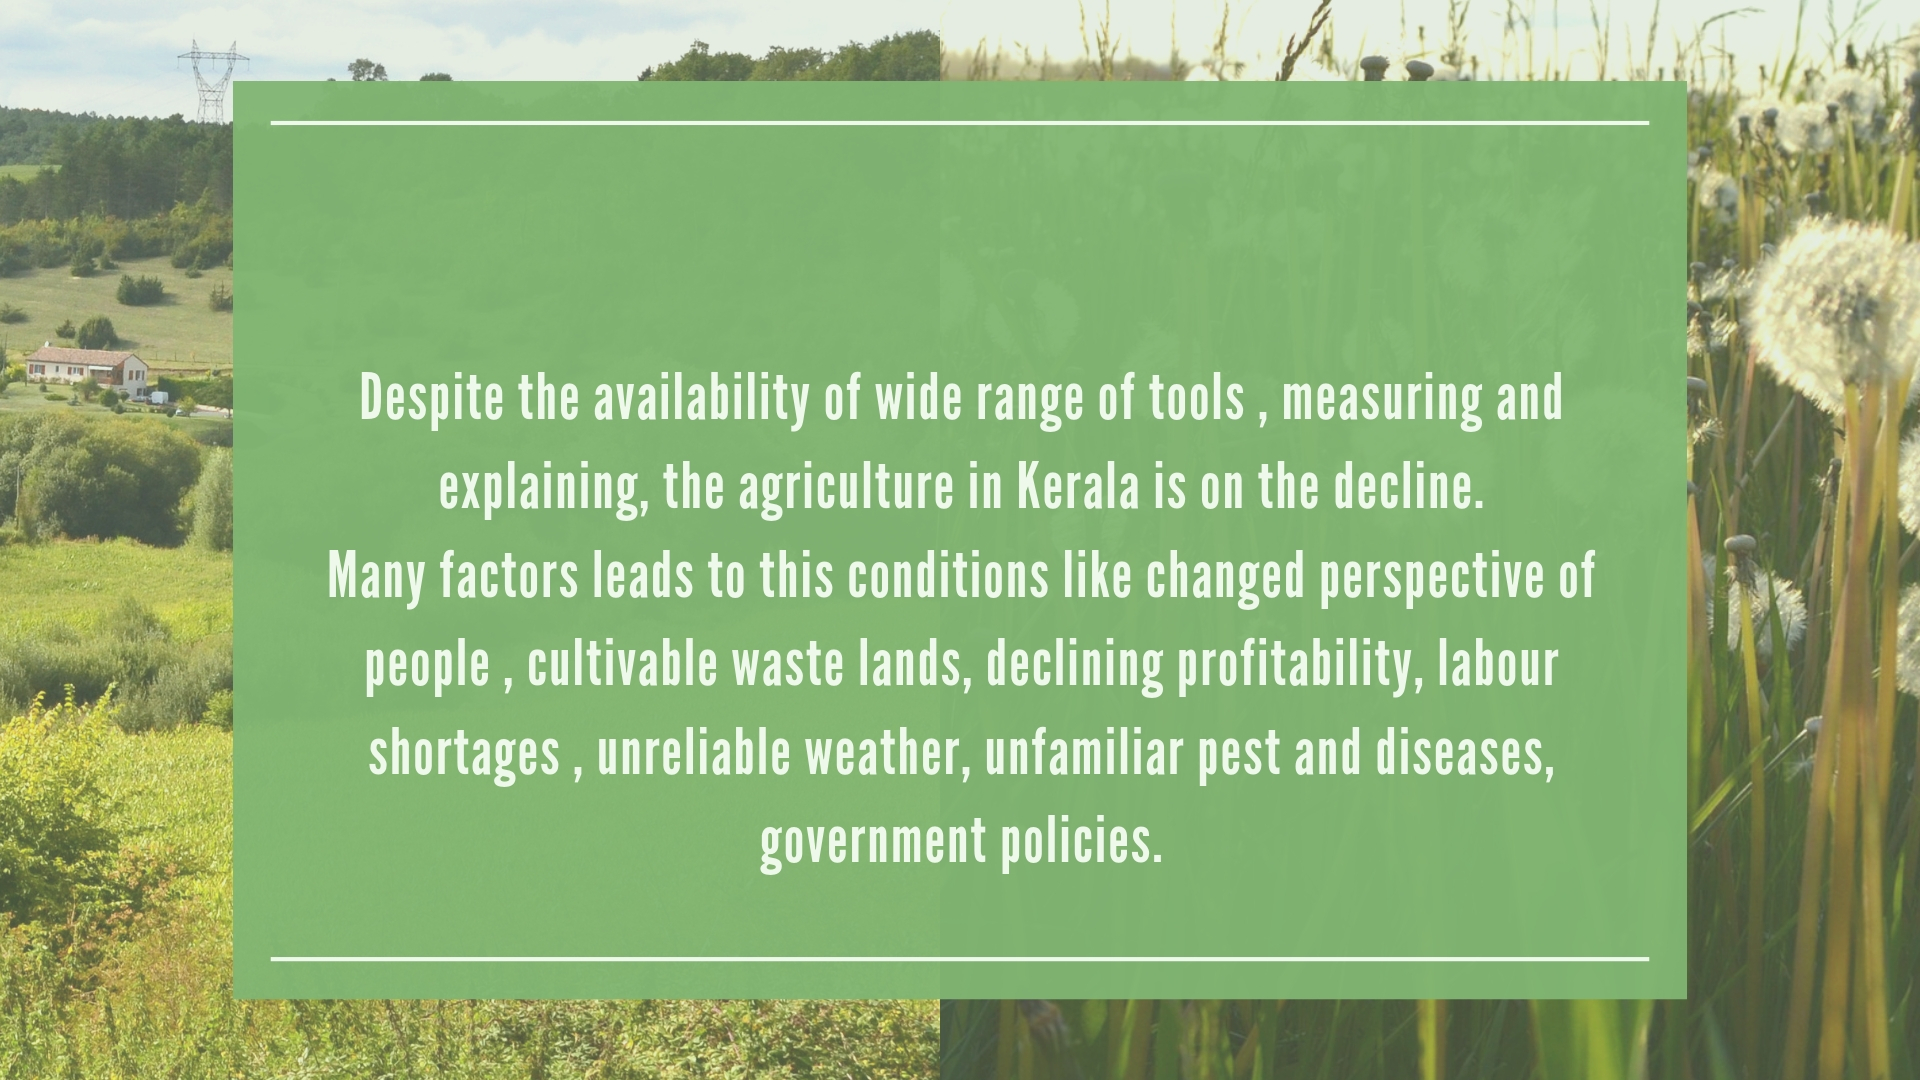 Despite the availability of wide range of tools , measuring and
explaining, the agriculture in Kerala is on the decline.
Many factors leads to this conditions like changed perspective of
people , cultivable waste lands, declining profitability, labour
shortages , unreliable weather, unfamiliar pest and diseases,
government policies.